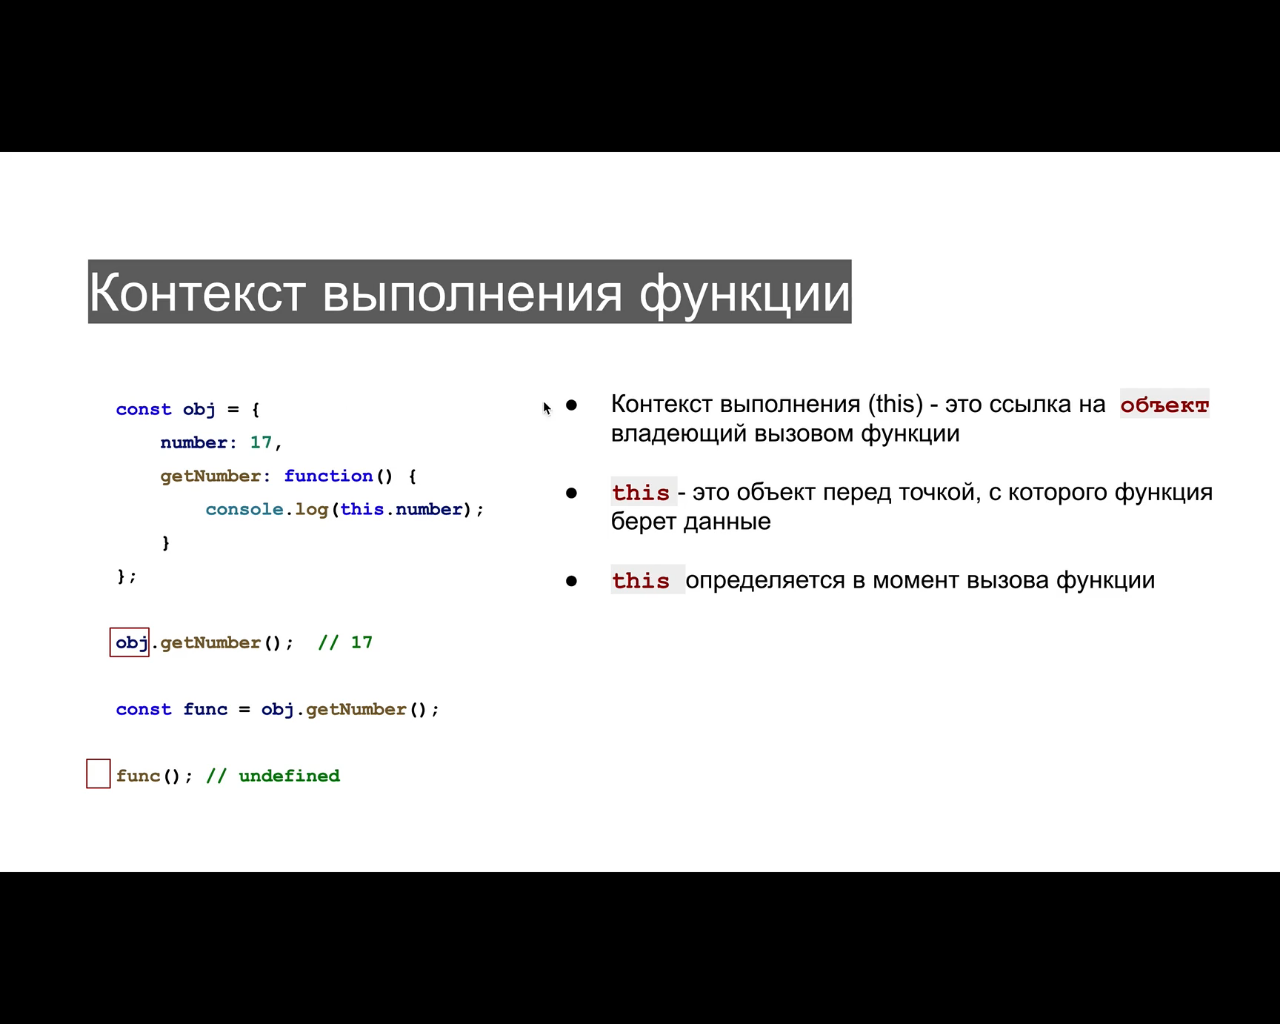 Контекст выполнения функции
const obj = {
number: 17,
getNumber: function() {
console.log(this.number);
}
};
obj.getNumber();  // 17
const func = obj.getNumber();
func(); // undefined
● Контекст выполнения (this) - это ссылка на объект
владеющий вызовом функции
● this - это объект перед точкой, с которого функция
берет данные
● this определяется в момент вызова функции